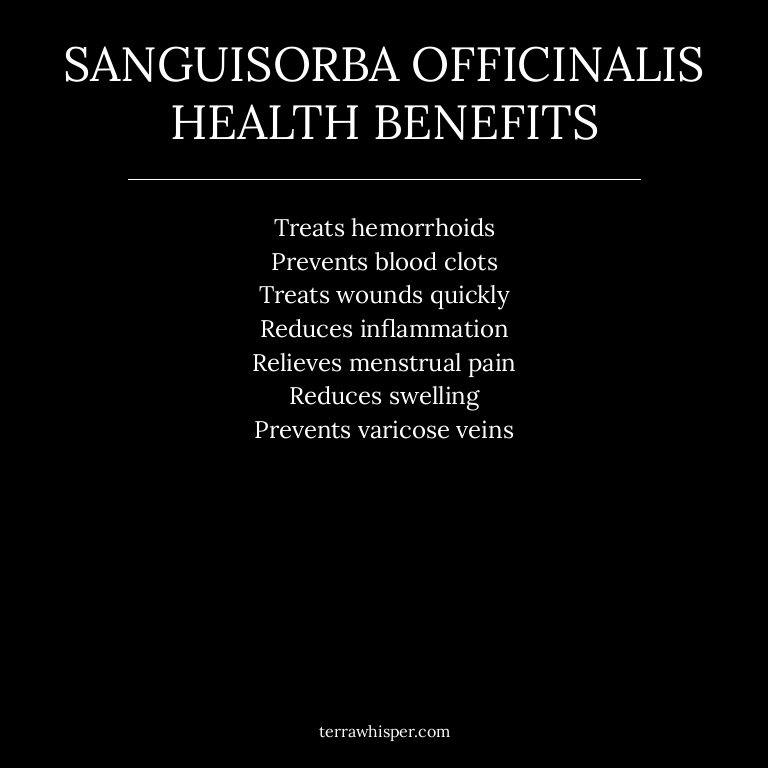 SANGUISORBA OFFICINALIS
HEALTH BENEFITS
Treats hemorrhoids
Prevents blood clots
Treats wounds quickly
Reduces inflammation
Relieves menstrual pain
Reduces swelling
Prevents varicose veins
terrawhisper.com